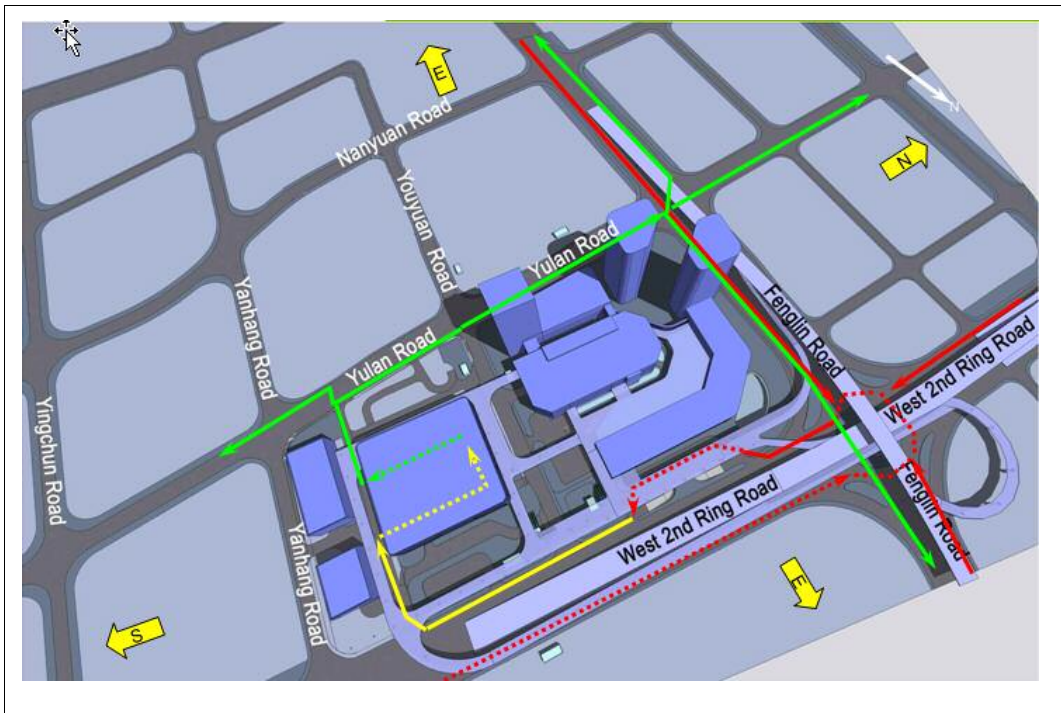 E
N
N
Nanyuan Road
Youyuan Road
Yulan Road
Yanhang Road
Fenglin Road
Yulan Road
West 2nd Ring Road
Yingchun Road
Fenglin Road
West 2nd Ring Road
Yanhang Road
E
S